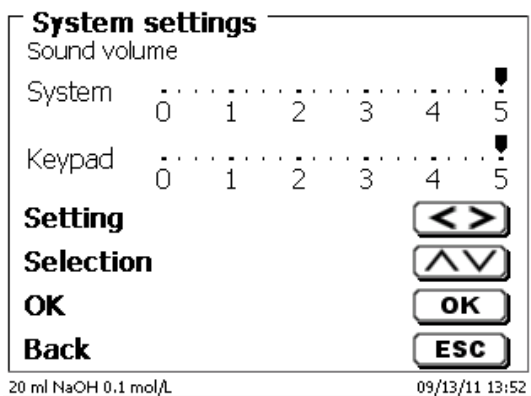 System settings
Sound volume
System
0 1 2 3 4 5
Keypad
0 1 2 3 4 5
Setting < >
Selection ∧ ∨
OK OK
Back ESC
20 ml NaOH 0.1 mol/L 09/13/11 13:52